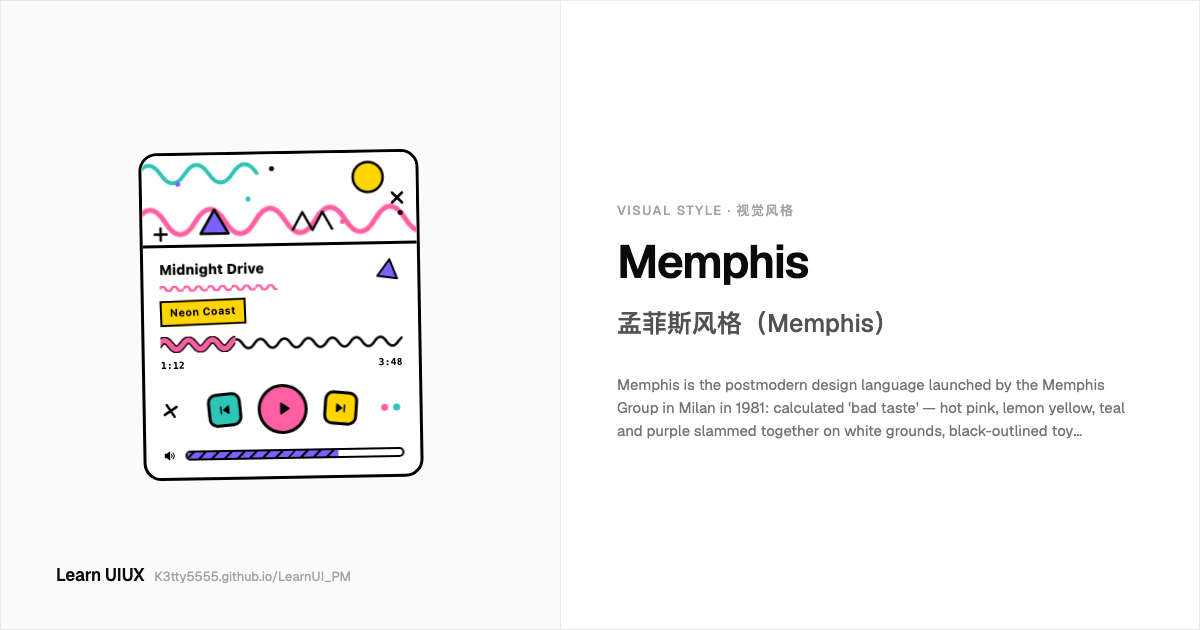 Midnight Drive
Neon Coast
1:12
3:48
Learn UIUX K3tty5555.github.io/LearnUI_PM
VISUAL STYLE · 视觉风格
Memphis
孟菲斯风格（Memphis）
Memphis is the postmodern design language launched by the Memphis
Group in Milan in 1981: calculated 'bad taste' — hot pink, lemon yellow, teal
and purple slammed together on white grounds, black-outlined toy…